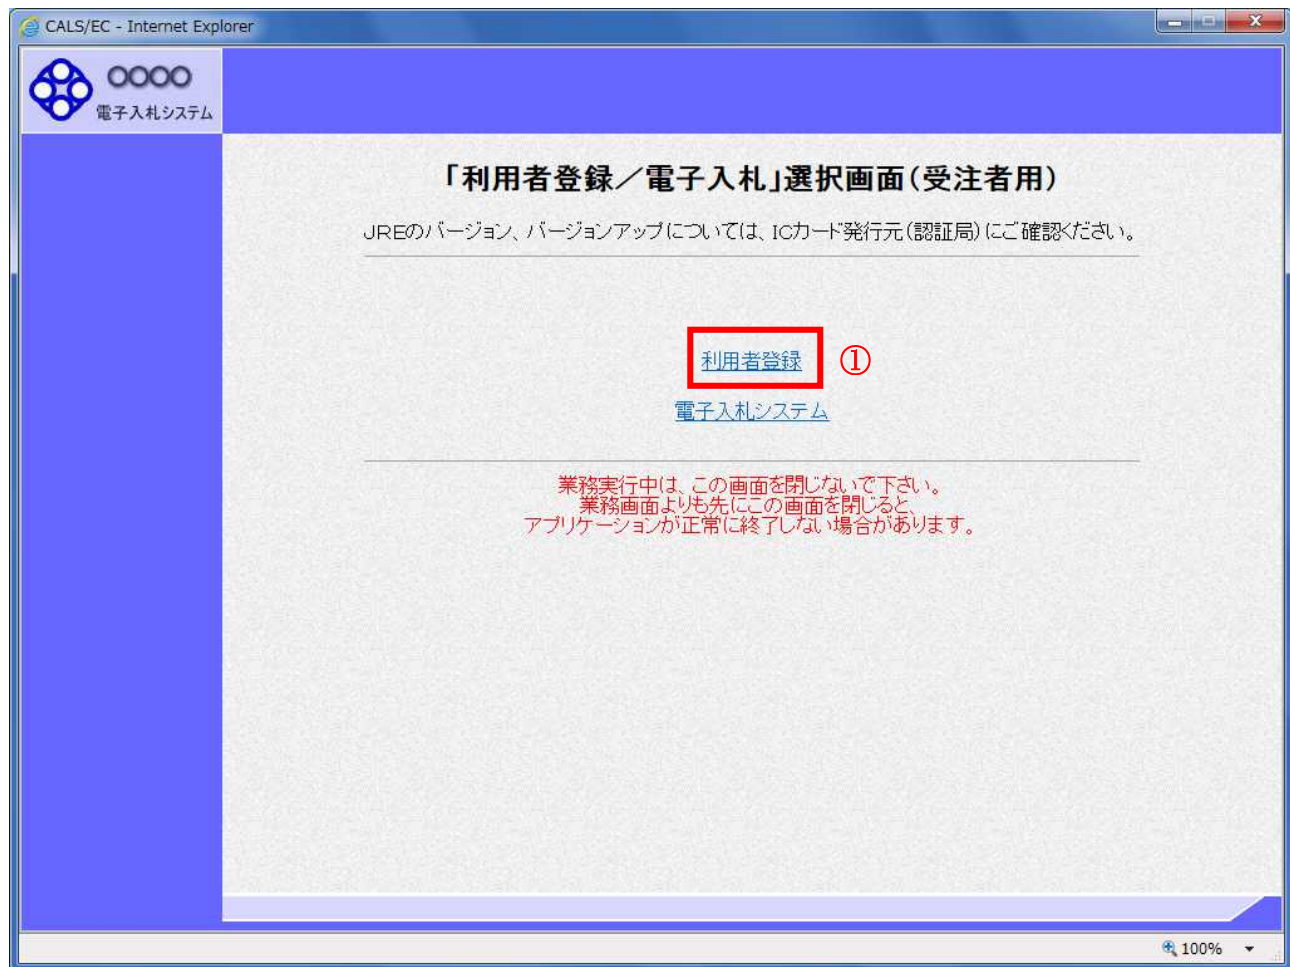 CALS/EC - Internet Explorer
○○○○
電子入札システム
「利用者登録／電子入札」選択画面(受注者用)
JREのバージョン、バージョンアップについては、ICカード発行元(認証局)にご確認ください。
利用者登録 ①
電子入札システム
業務実行中は、この画面を閉じないで下さい。
業務画面よりも先にこの画面を閉じると、
アプリケーションが正常に終了しない場合があります。
100%